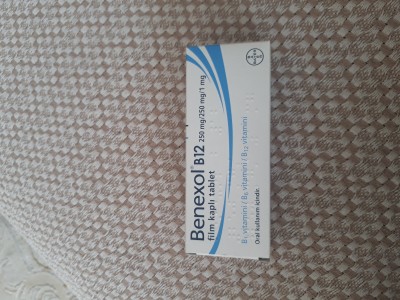 Benexol® B12 250 mg/250 mg/1 mg
film kaplı tablet
B₁ vitamini / B₆ vitamini / B₁₂ vitamini
Oral kullanım içindir.
BAYER